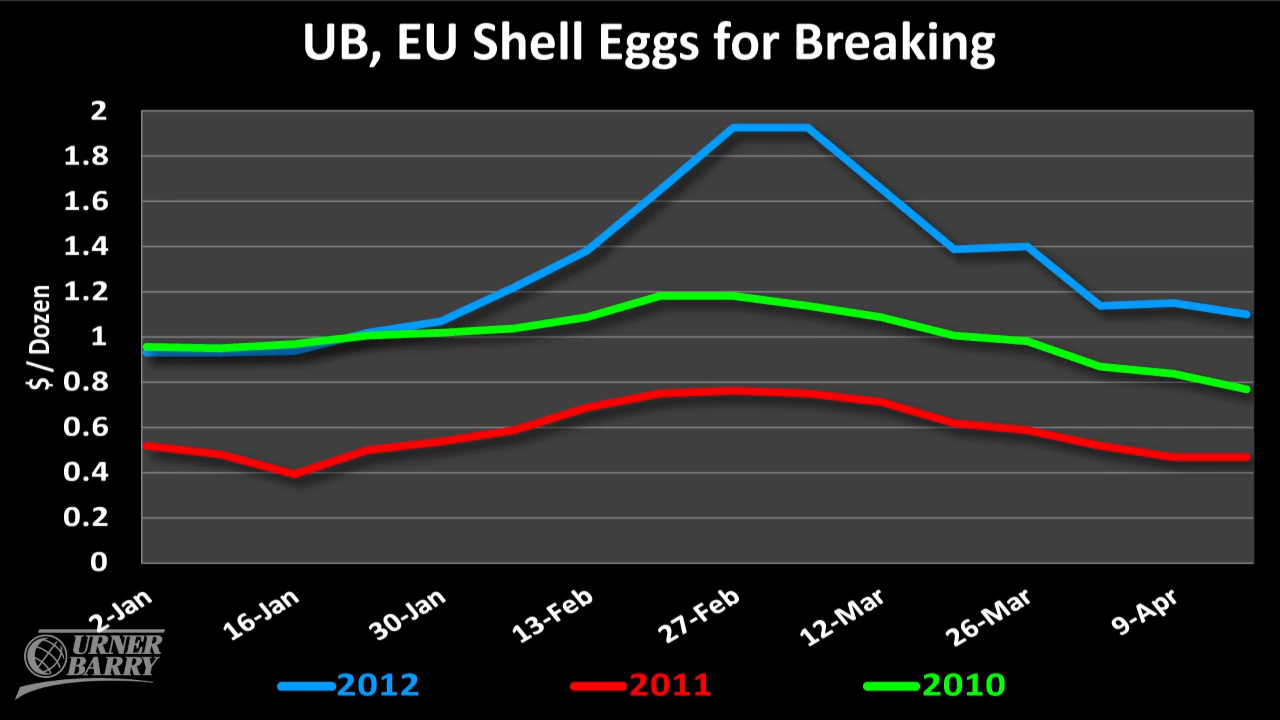 UB, EU Shell Eggs for Breaking
$ / Dozen
2
1.8
1.6
1.4
1.2
1
0.8
0.6
0.4
0.2
0
2-Jan
16-Jan
30-Jan
13-Feb
27-Feb
12-Mar
26-Mar
9-Apr
URNER
BARRY
2012
2011
2010